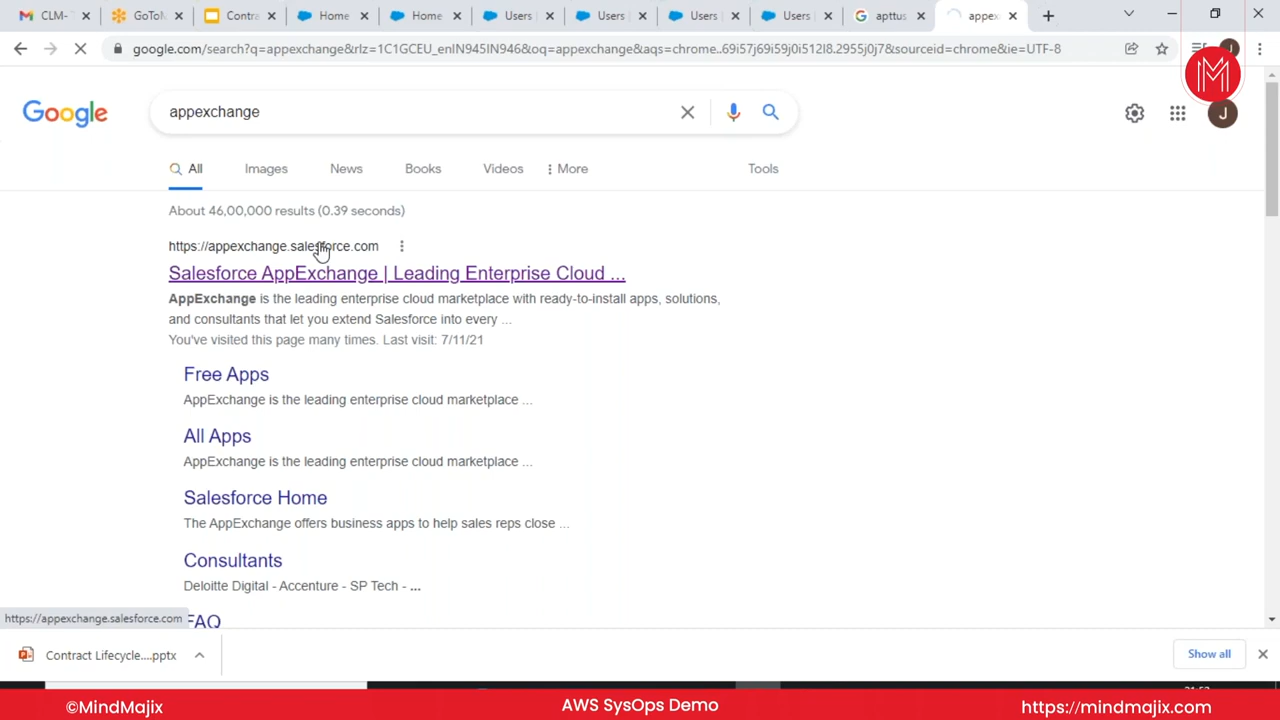 CLM-
GoToM
Contra
Home
Home
Users
Users
Users
Users
apttus
appex
google.com/search?q=appexchange&rlz=1C1GCEU_enIN945IN946&oq=appexchange&aqs=chrome..69i57j69i59j0i512l8.2955j0j7&sourceid=chrome&ie=UTF-8
Google
appexchange
J
All
Images
News
Books
Videos
More
Tools
About 46,00,000 results (0.39 seconds)
https://appexchange.salesforce.com
Salesforce AppExchange | Leading Enterprise Cloud ...
AppExchange is the leading enterprise cloud marketplace with ready-to-install apps, solutions,
and consultants that let you extend Salesforce into every ...
You've visited this page many times. Last visit: 7/11/21
Free Apps
AppExchange is the leading enterprise cloud marketplace ...
All Apps
AppExchange is the leading enterprise cloud marketplace ...
Salesforce Home
The AppExchange offers business apps to help sales reps close ...
Consultants
Deloitte Digital - Accenture - SP Tech - ...
https://appexchange.salesforce.com
FAQ
Contract Lifecycle....pptx
Show all
©MindMajix
AWS SysOps Demo
https://mindmajix.com